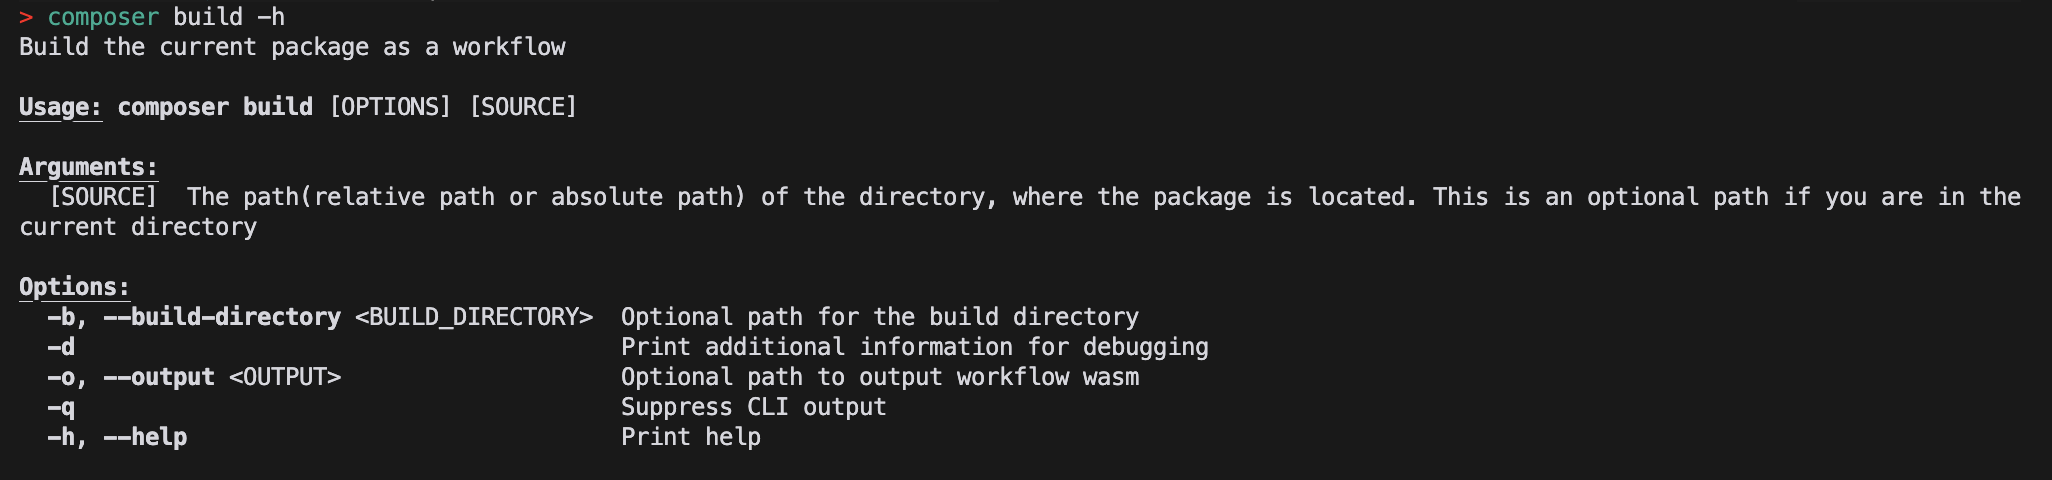 > composer build -h
Build the current package as a workflow
Usage: composer build [OPTIONS] [SOURCE]
Arguments:
[SOURCE]  The path(relative path or absolute path) of the directory, where the package is located. This is an optional path if you are in the
current directory
Options:
-b, --build-directory <BUILD_DIRECTORY>  Optional path for the build directory
-d  Print additional information for debugging
-o, --output <OUTPUT>  Optional path to output workflow wasm
-q  Suppress CLI output
-h, --help  Print help